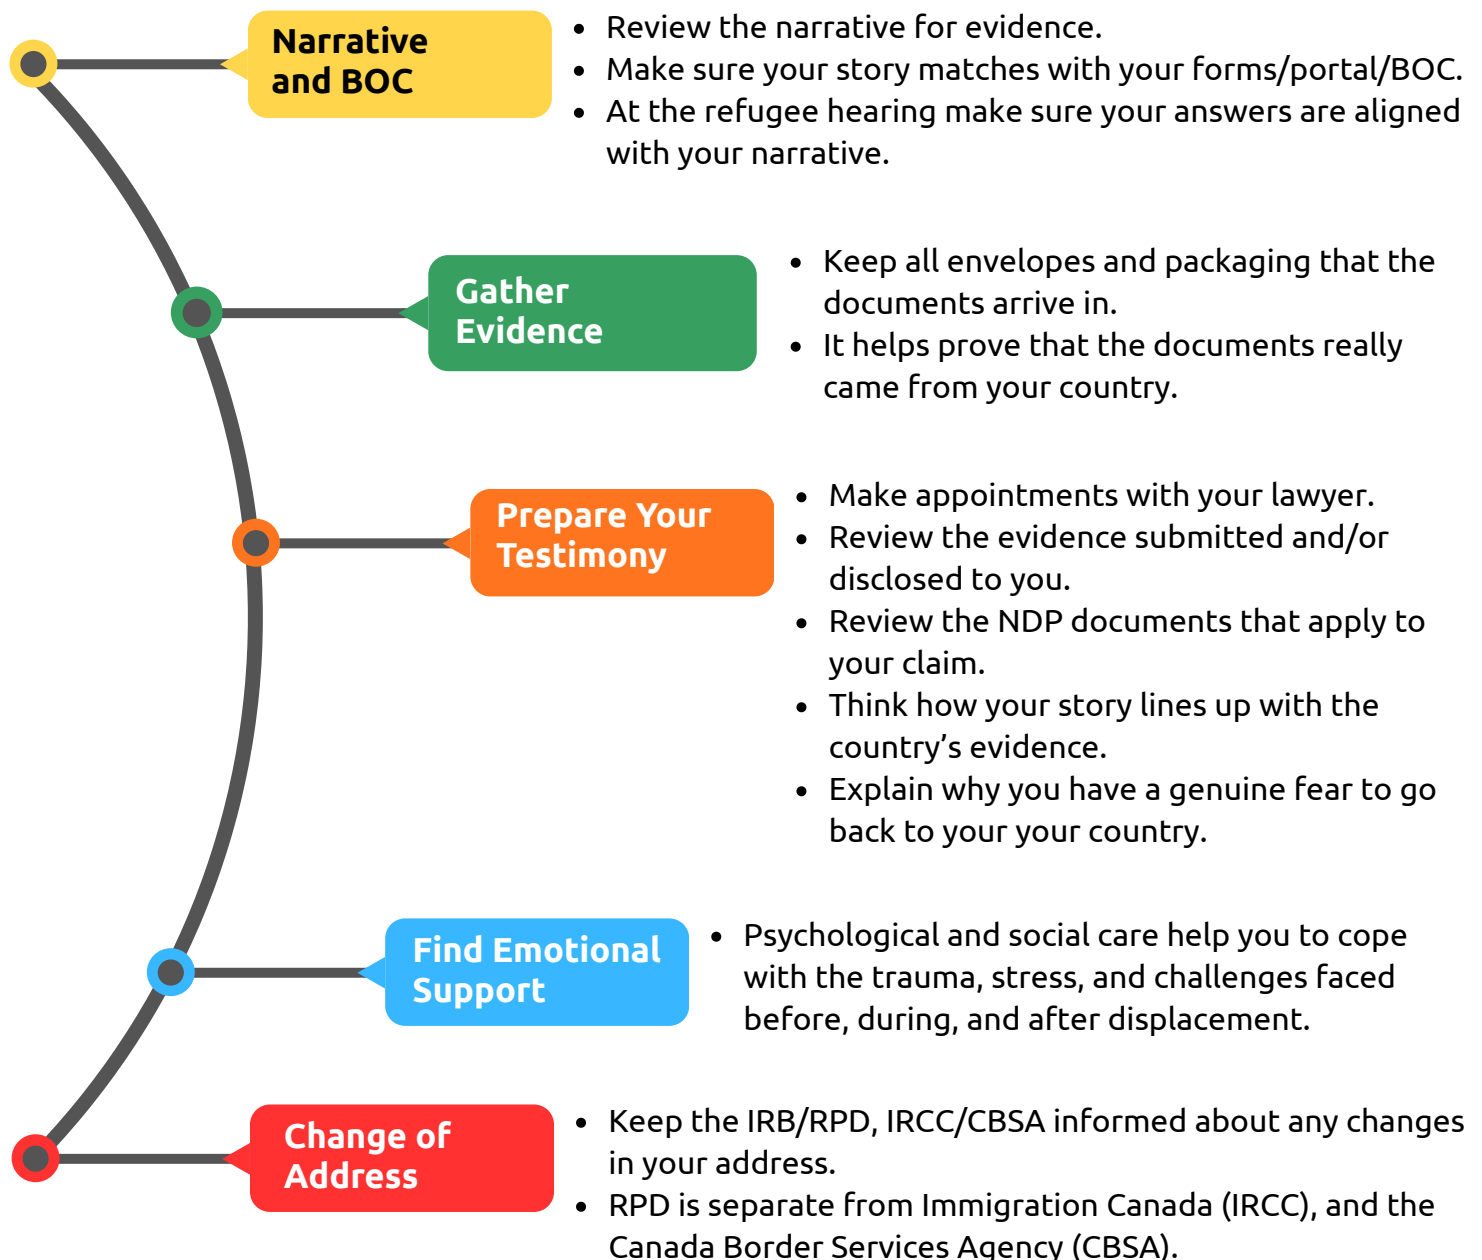 Narrative
and BOC
• Review the narrative for evidence.
• Make sure your story matches with your forms/portal/BOC.
• At the refugee hearing make sure your answers are aligned
with your narrative.
Gather
Evidence
• Keep all envelopes and packaging that the
documents arrive in.
• It helps prove that the documents really
came from your country.
Prepare Your
Testimony
• Make appointments with your lawyer.
• Review the evidence submitted and/or
disclosed to you.
• Review the NDP documents that apply to
your claim.
• Think how your story lines up with the
country’s evidence.
• Explain why you have a genuine fear to go
back to your your country.
Find Emotional
Support
• Psychological and social care help you to cope
with the trauma, stress, and challenges faced
before, during, and after displacement.
Change of
Address
• Keep the IRB/RPD, IRCC/CBSA informed about any changes
in your address.
• RPD is separate from Immigration Canada (IRCC), and the
Canada Border Services Agency (CBSA).